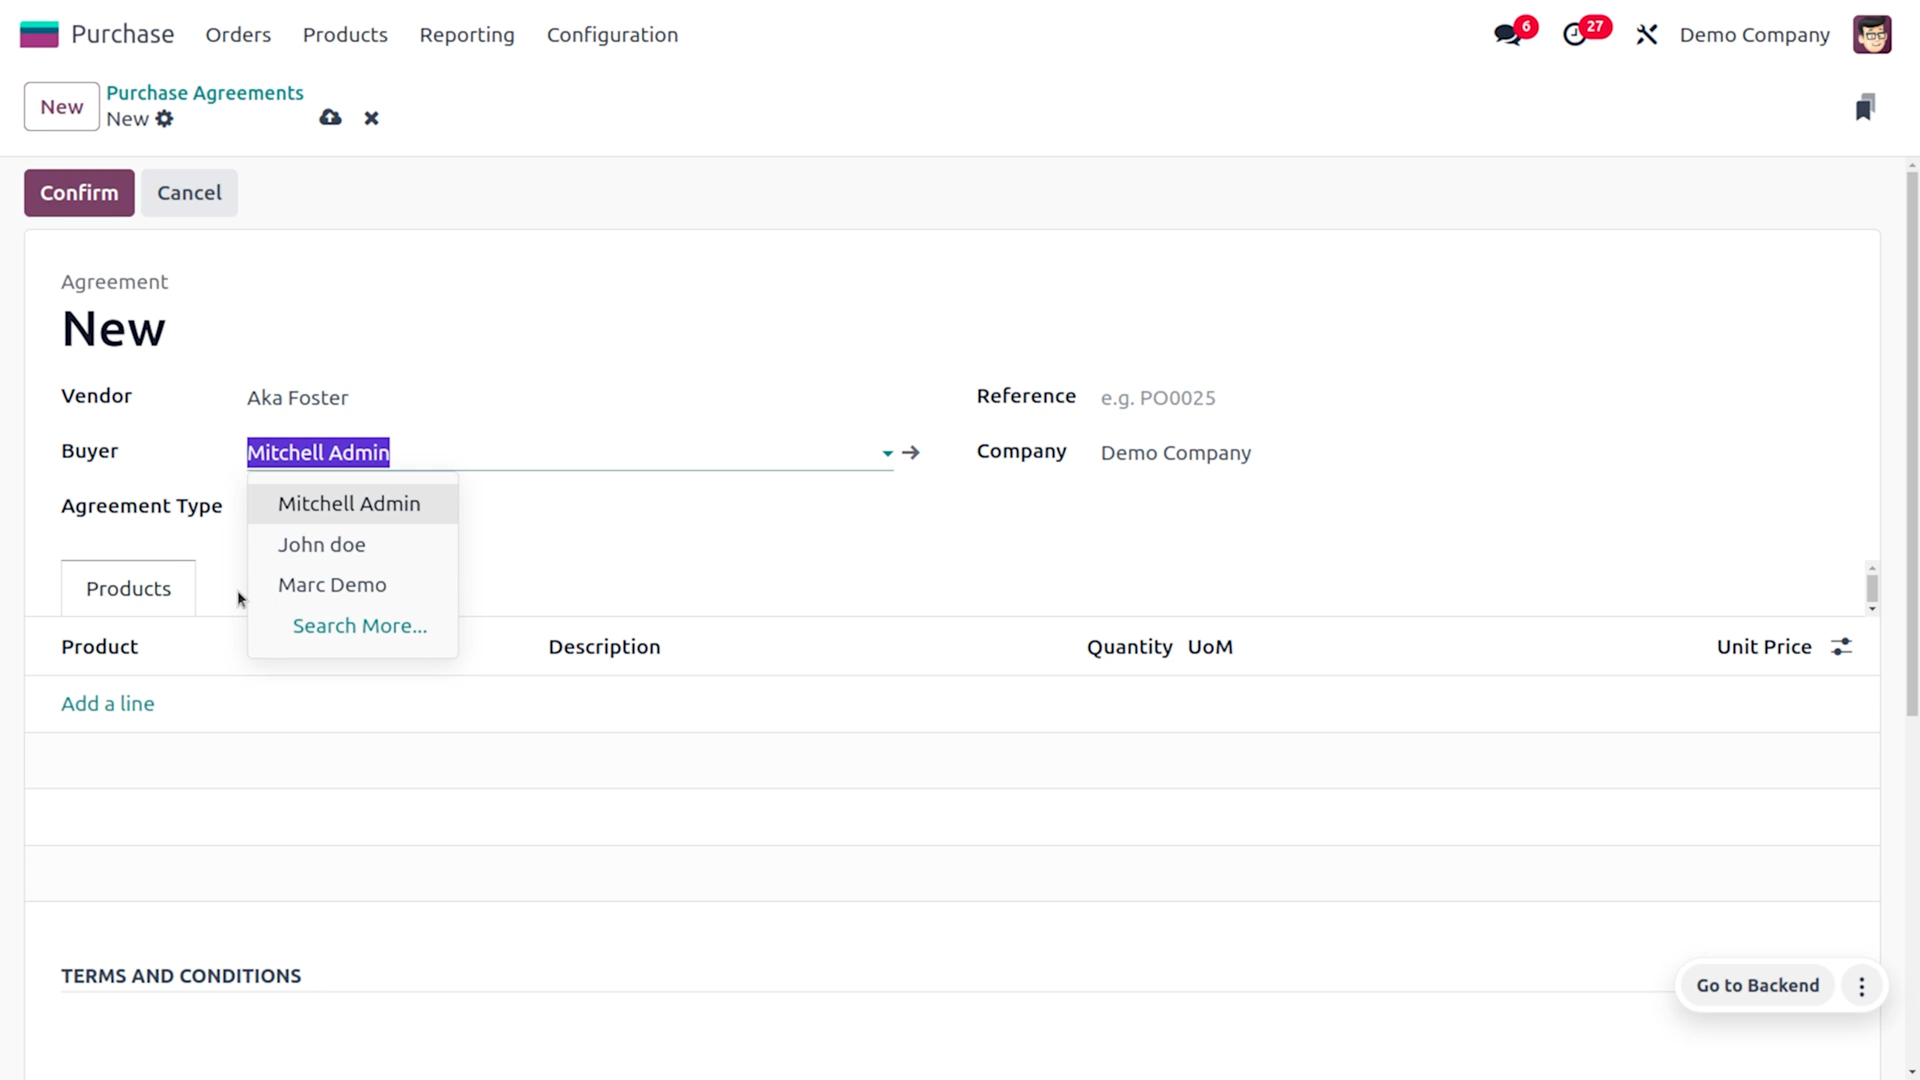 Purchase Orders Products Reporting Configuration 6 27 Demo Company
New Purchase Agreements
New
Confirm Cancel
Agreement
New
Vendor Aka Foster Reference e.g. PO0025
Buyer Mitchell Admin Company Demo Company
Agreement Type
Mitchell Admin
John doe
Marc Demo
Search More...
Products
Product Description Quantity UoM Unit Price
Add a line
TERMS AND CONDITIONS
Go to Backend